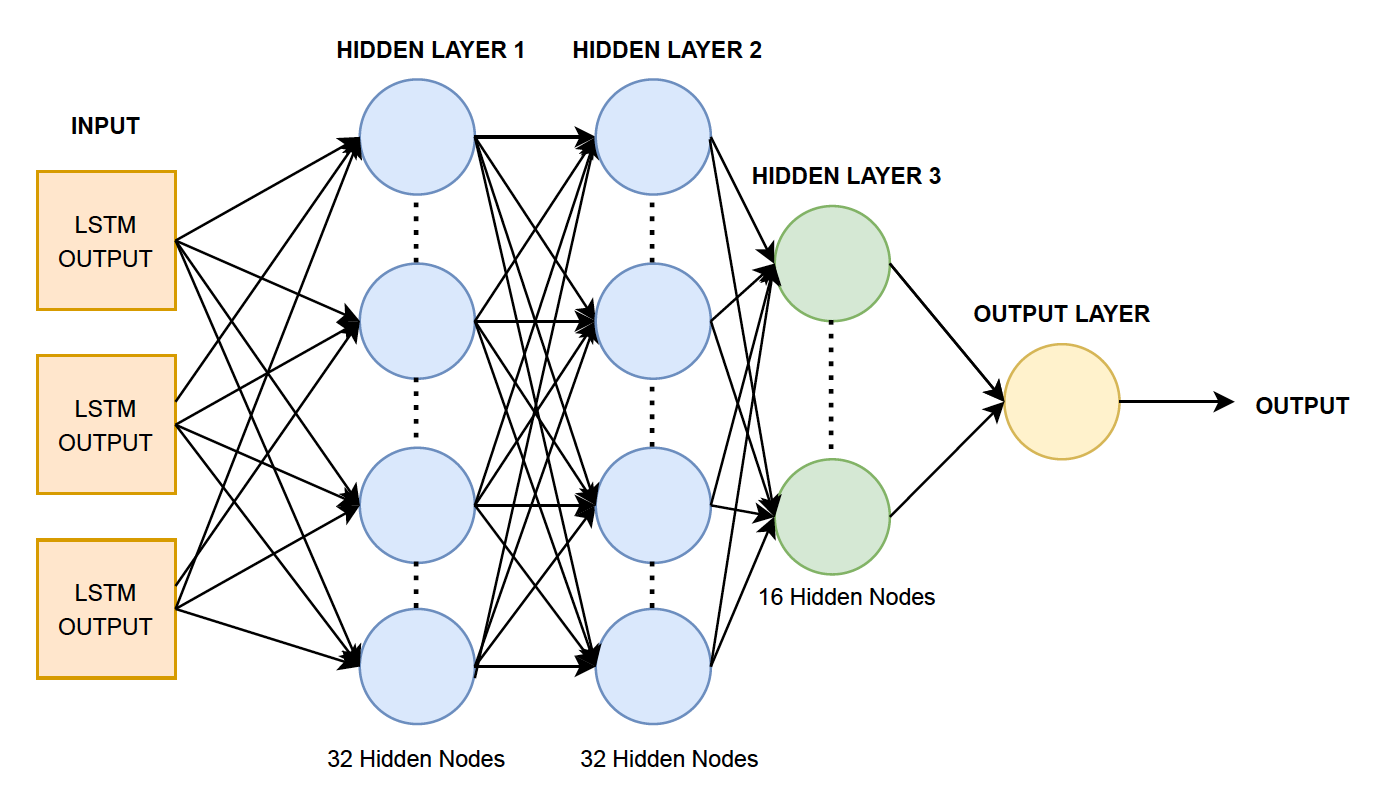 HIDDEN LAYER 1
HIDDEN LAYER 2
INPUT
HIDDEN LAYER 3
LSTM
OUTPUT
OUTPUT LAYER
LSTM
OUTPUT
OUTPUT
LSTM
OUTPUT
16 Hidden Nodes
32 Hidden Nodes
32 Hidden Nodes